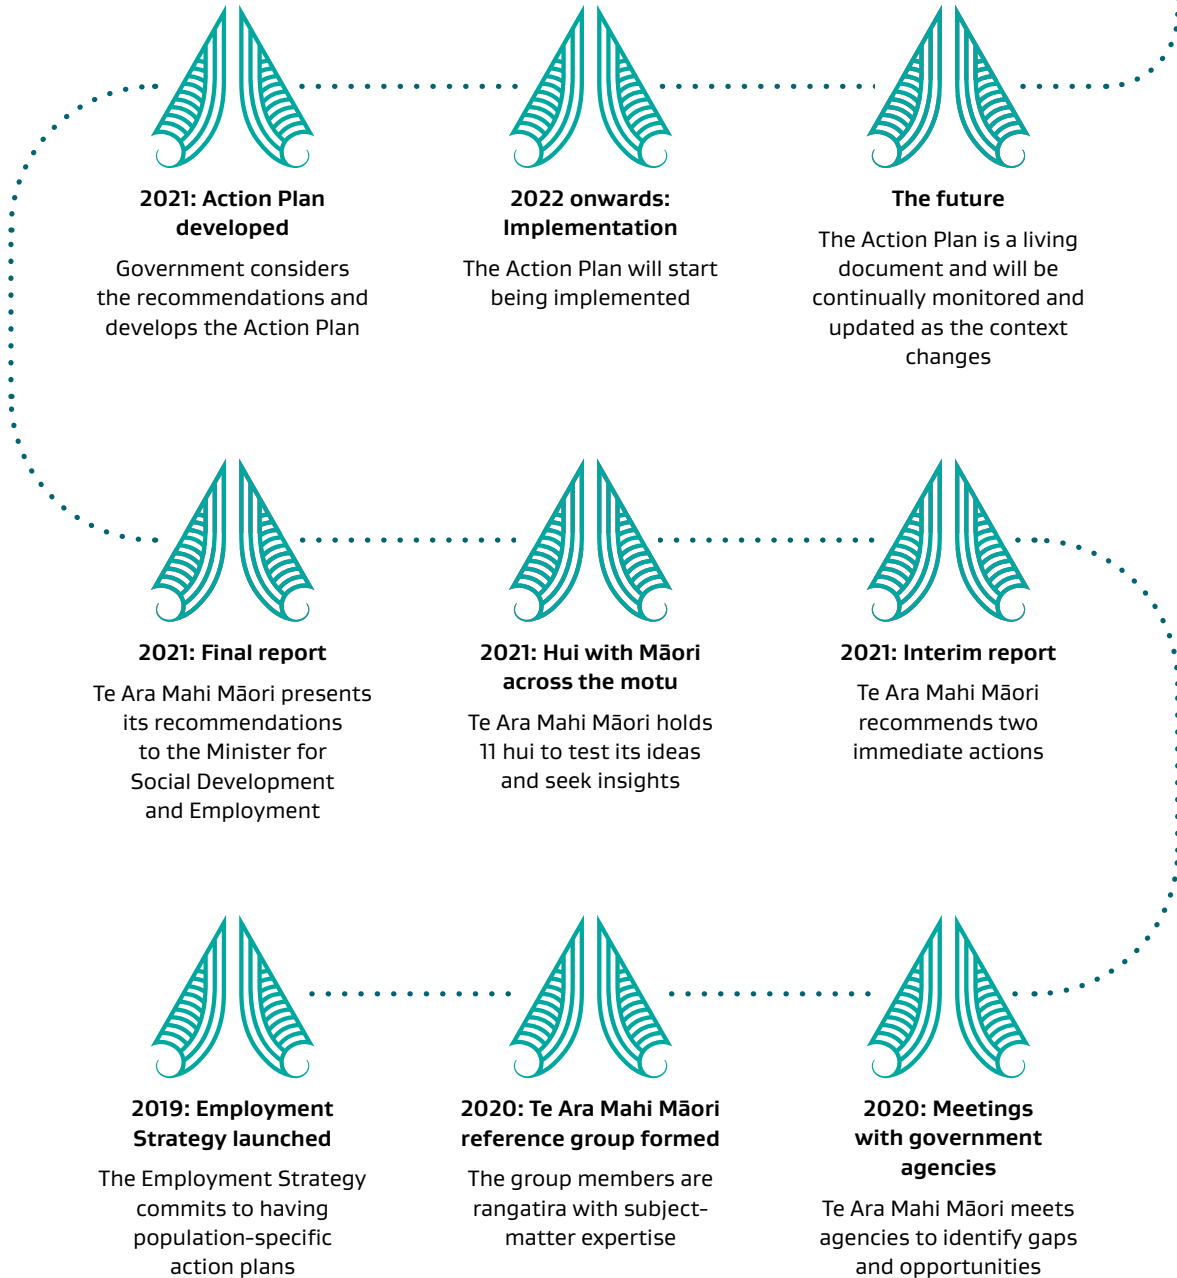 2021: Action Plan
developed
Government considers
the recommendations and
develops the Action Plan
2022 onwards:
Implementation
The Action Plan will start
being implemented
The future
The Action Plan is a living
document and will be
continually monitored and
updated as the context
changes
2021: Final report
Te Ara Mahi Māori presents
its recommendations
to the Minister for
Social Development
and Employment
2021: Hui with Māori
across the motu
Te Ara Mahi Māori holds
11 hui to test its ideas
and seek insights
2021: Interim report
Te Ara Mahi Māori
recommends two
immediate actions
2019: Employment
Strategy launched
The Employment Strategy
commits to having
population-specific
action plans
2020: Te Ara Mahi Māori
reference group formed
The group members are
rangatira with subject-
matter expertise
2020: Meetings
with government
agencies
Te Ara Mahi Māori meets
agencies to identify gaps
and opportunities